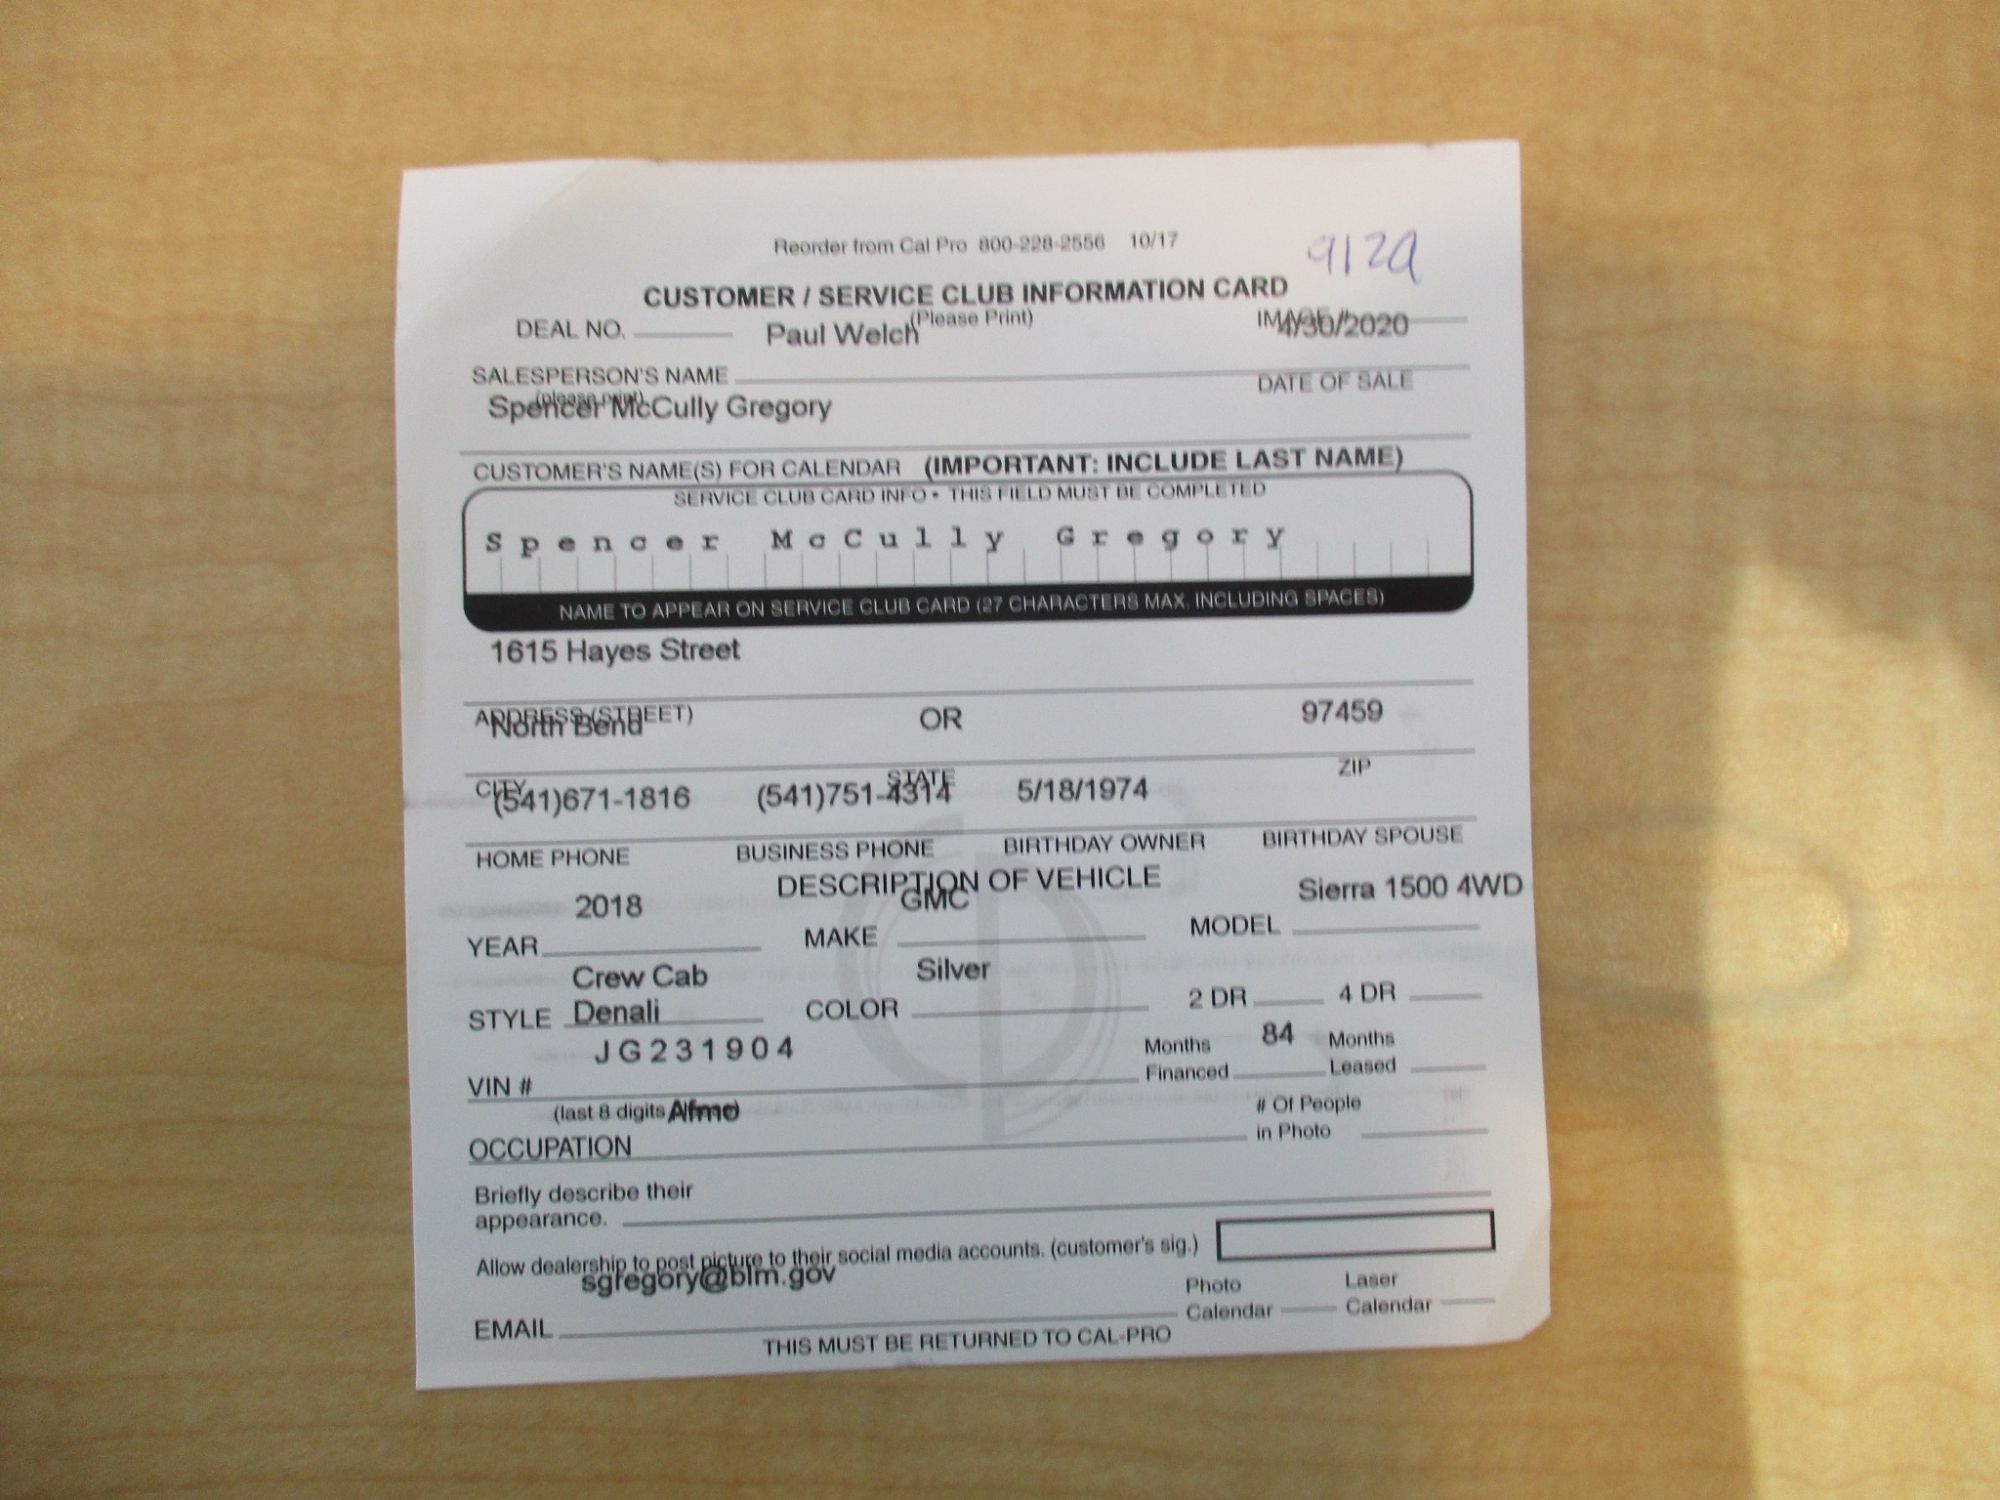 Reorder from Cal Pro 800-228-2556 10/17
912a
CUSTOMER / SERVICE CLUB INFORMATION CARD
(Please Print)
DEAL NO. Paul Welch IMAGE # 4/30/2020
SALESPERSON'S NAME DATE OF SALE
(please print)
Spencer McCully Gregory
CUSTOMER'S NAME(S) FOR CALENDAR (IMPORTANT: INCLUDE LAST NAME)
SERVICE CLUB CARD INFO • THIS FIELD MUST BE COMPLETED
Spencer McCully Gregory
NAME TO APPEAR ON SERVICE CLUB CARD (27 CHARACTERS MAX. INCLUDING SPACES)
1615 Hayes Street
ADDRESS (STREET)
North Bend OR 97459
CITY STATE ZIP
(541)671-1816 (541)751-4314 5/18/1974
HOME PHONE BUSINESS PHONE BIRTHDAY OWNER BIRTHDAY SPOUSE
DESCRIPTION OF VEHICLE
2018 GMC Sierra 1500 4WD
YEAR MAKE MODEL
Crew Cab Silver
STYLE Denali COLOR 2 DR 4 DR
JG231904 Months 84 Months
VIN # Financed Leased
(last 8 digits Afmo # Of People
OCCUPATION in Photo
Briefly describe their
appearance.
Allow dealership to post picture to their social media accounts. (customer's sig.)
sgregory@blm.gov Photo Laser
EMAIL Calendar Calendar
THIS MUST BE RETURNED TO CAL-PRO